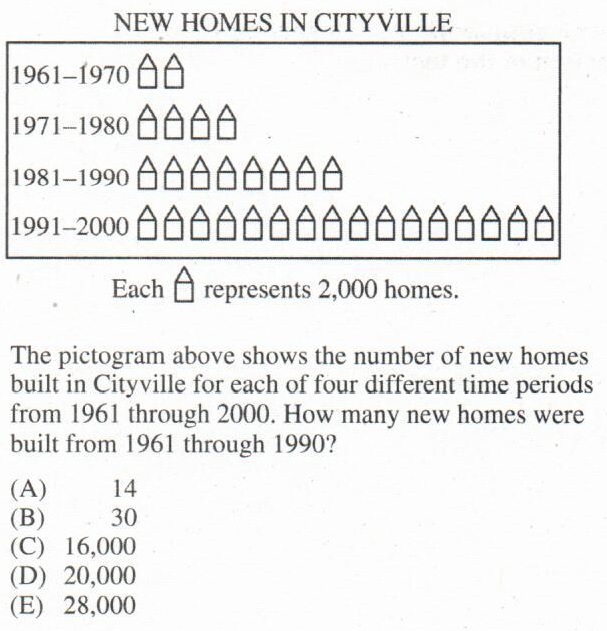 NEW HOMES IN CITYVILLE
1961–1970
1971–1980
1981–1990
1991–2000
Each represents 2,000 homes.
The pictogram above shows the number of new homes
built in Cityville for each of four different time periods
from 1961 through 2000. How many new homes were
built from 1961 through 1990?
(A) 14
(B) 30
(C) 16,000
(D) 20,000
(E) 28,000